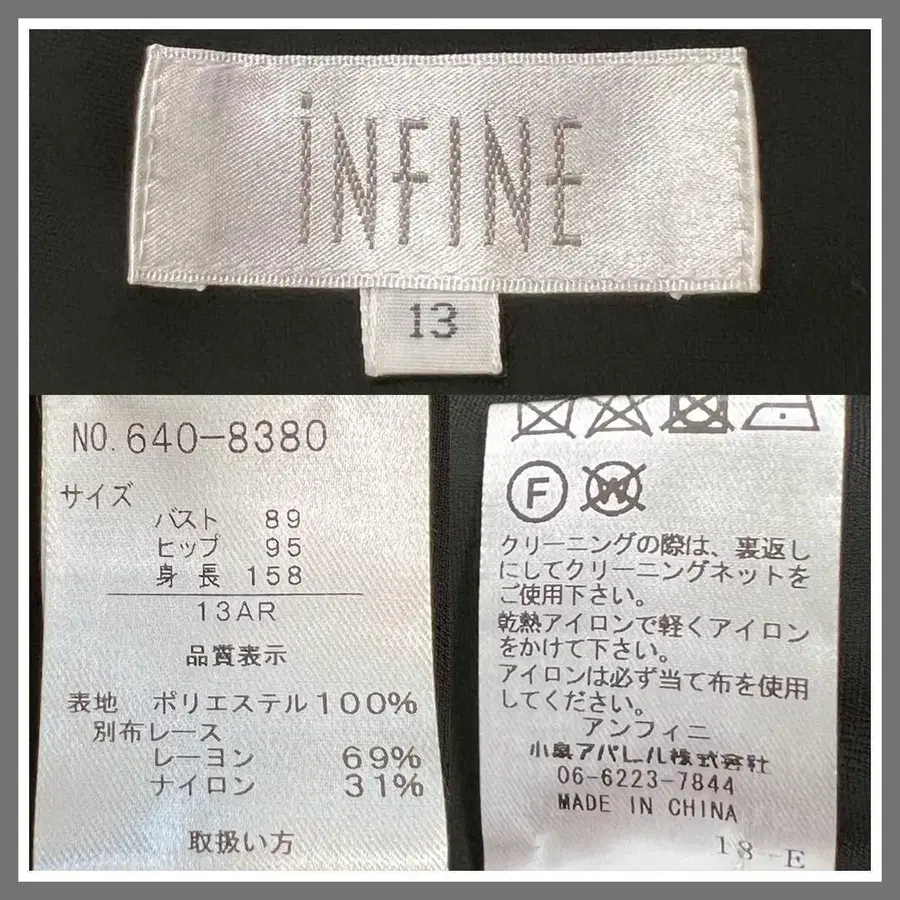 iNFINE
13
NO. 640-8380
サイズ
バスト 89
ヒップ 95
身長 158
13AR
品質表示
表地 ポリエステル100%
別布レース
レーヨン 69%
ナイロン 31%
取扱い方
F W
クリーニングの際は、裏返し
にしてクリーニングネットを
ご使用下さい。
乾熱アイロンで軽くアイロン
をかけて下さい。
アイロンは必ず当て布を使用
してください。
アンフィニ
小泉アパレル株式会社
06-6223-7844
MADE IN CHINA
18-E